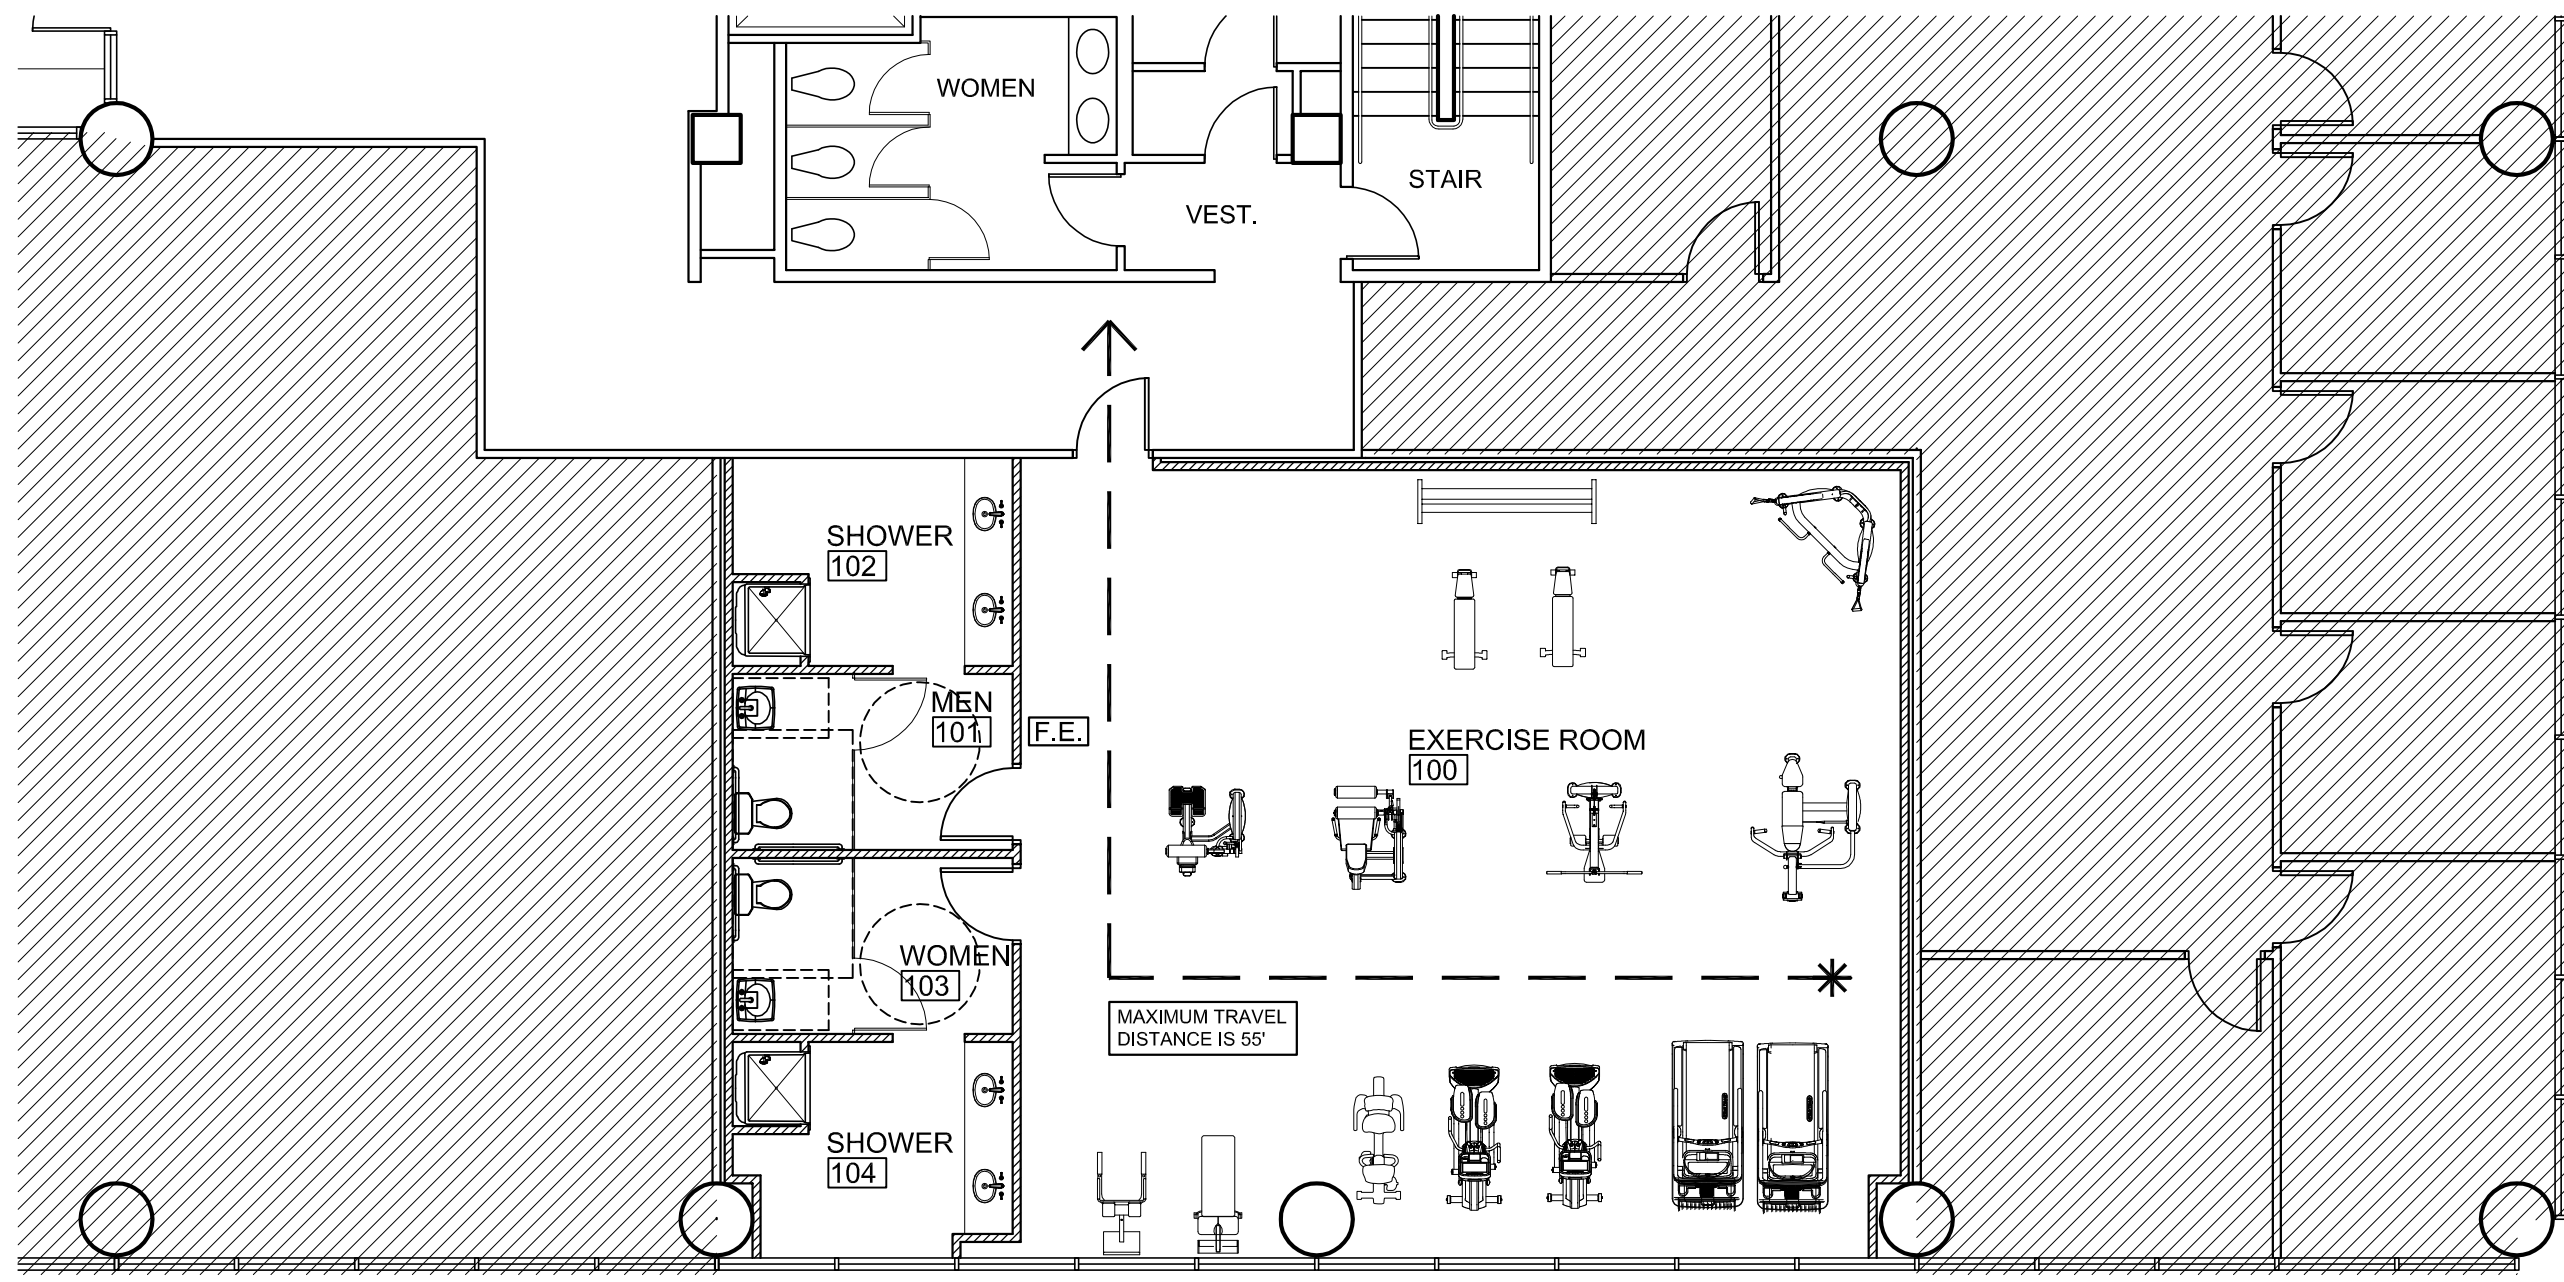 WOMEN
STAIR
VEST.
SHOWER
102
MEN
101
F.E.
EXERCISE ROOM
100
WOMEN
103
MAXIMUM TRAVEL
DISTANCE IS 55'
SHOWER
104